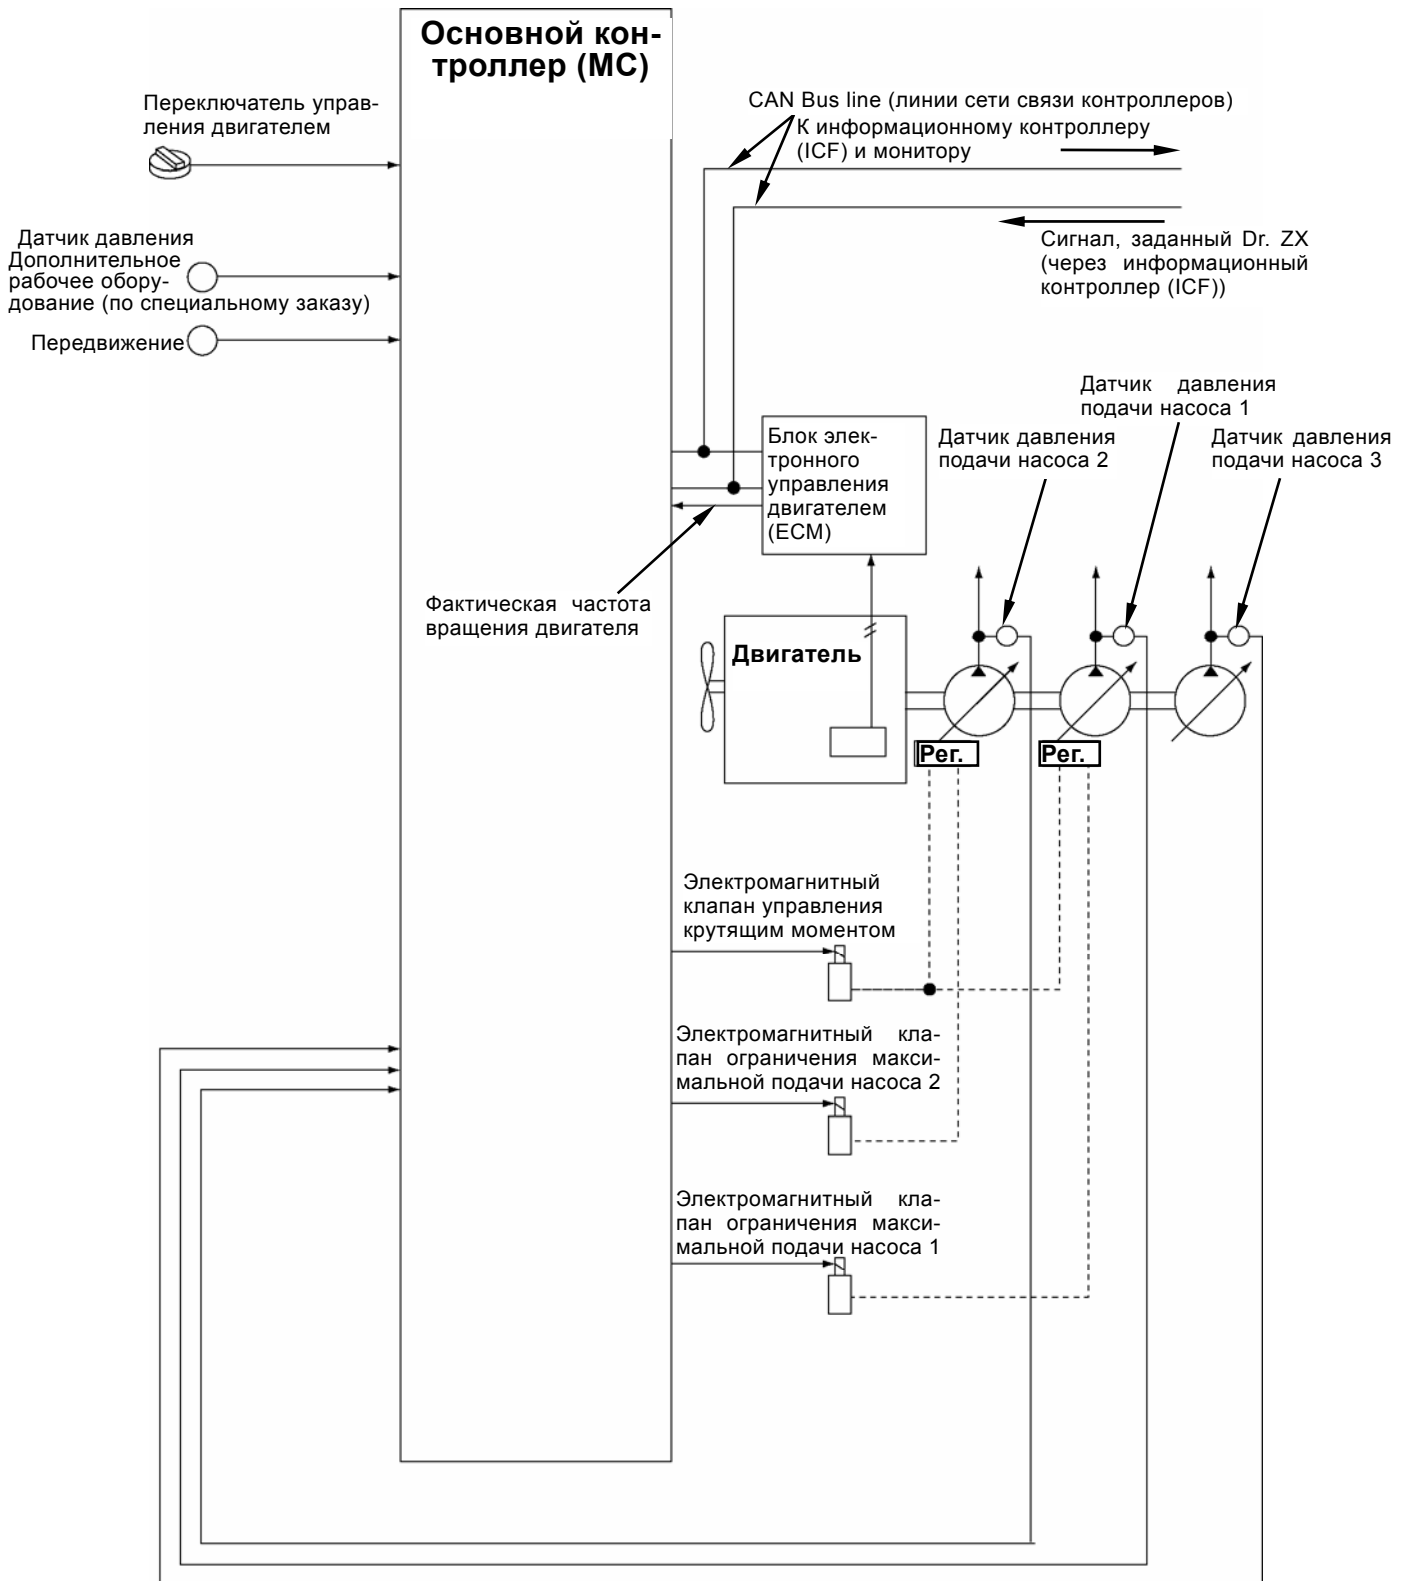 Основной кон-
троллер (MC)
Переключатель управ-
ления двигателем
CAN Bus line (линии сети связи контроллеров)
К информационному контроллеру
(ICF) и монитору
Датчик давления
Дополнительное
рабочее обору-
дование (по специальному заказу)
Передвижение
Сигнал, заданный Dr. ZX
(через информационный
контроллер (ICF))
Датчик давления
подачи насоса 1
Блок элек-
тронного
управления
двигателем
(ECM)
Датчик давления
подачи насоса 2
Датчик давления
подачи насоса 3
Фактическая частота
вращения двигателя
Двигатель
Рег.
Рег.
Электромагнитный
клапан управления
крутящим моментом
Электромагнитный кла-
пан ограничения макси-
мальной подачи насоса 2
Электромагнитный кла-
пан ограничения макси-
мальной подачи насоса 1